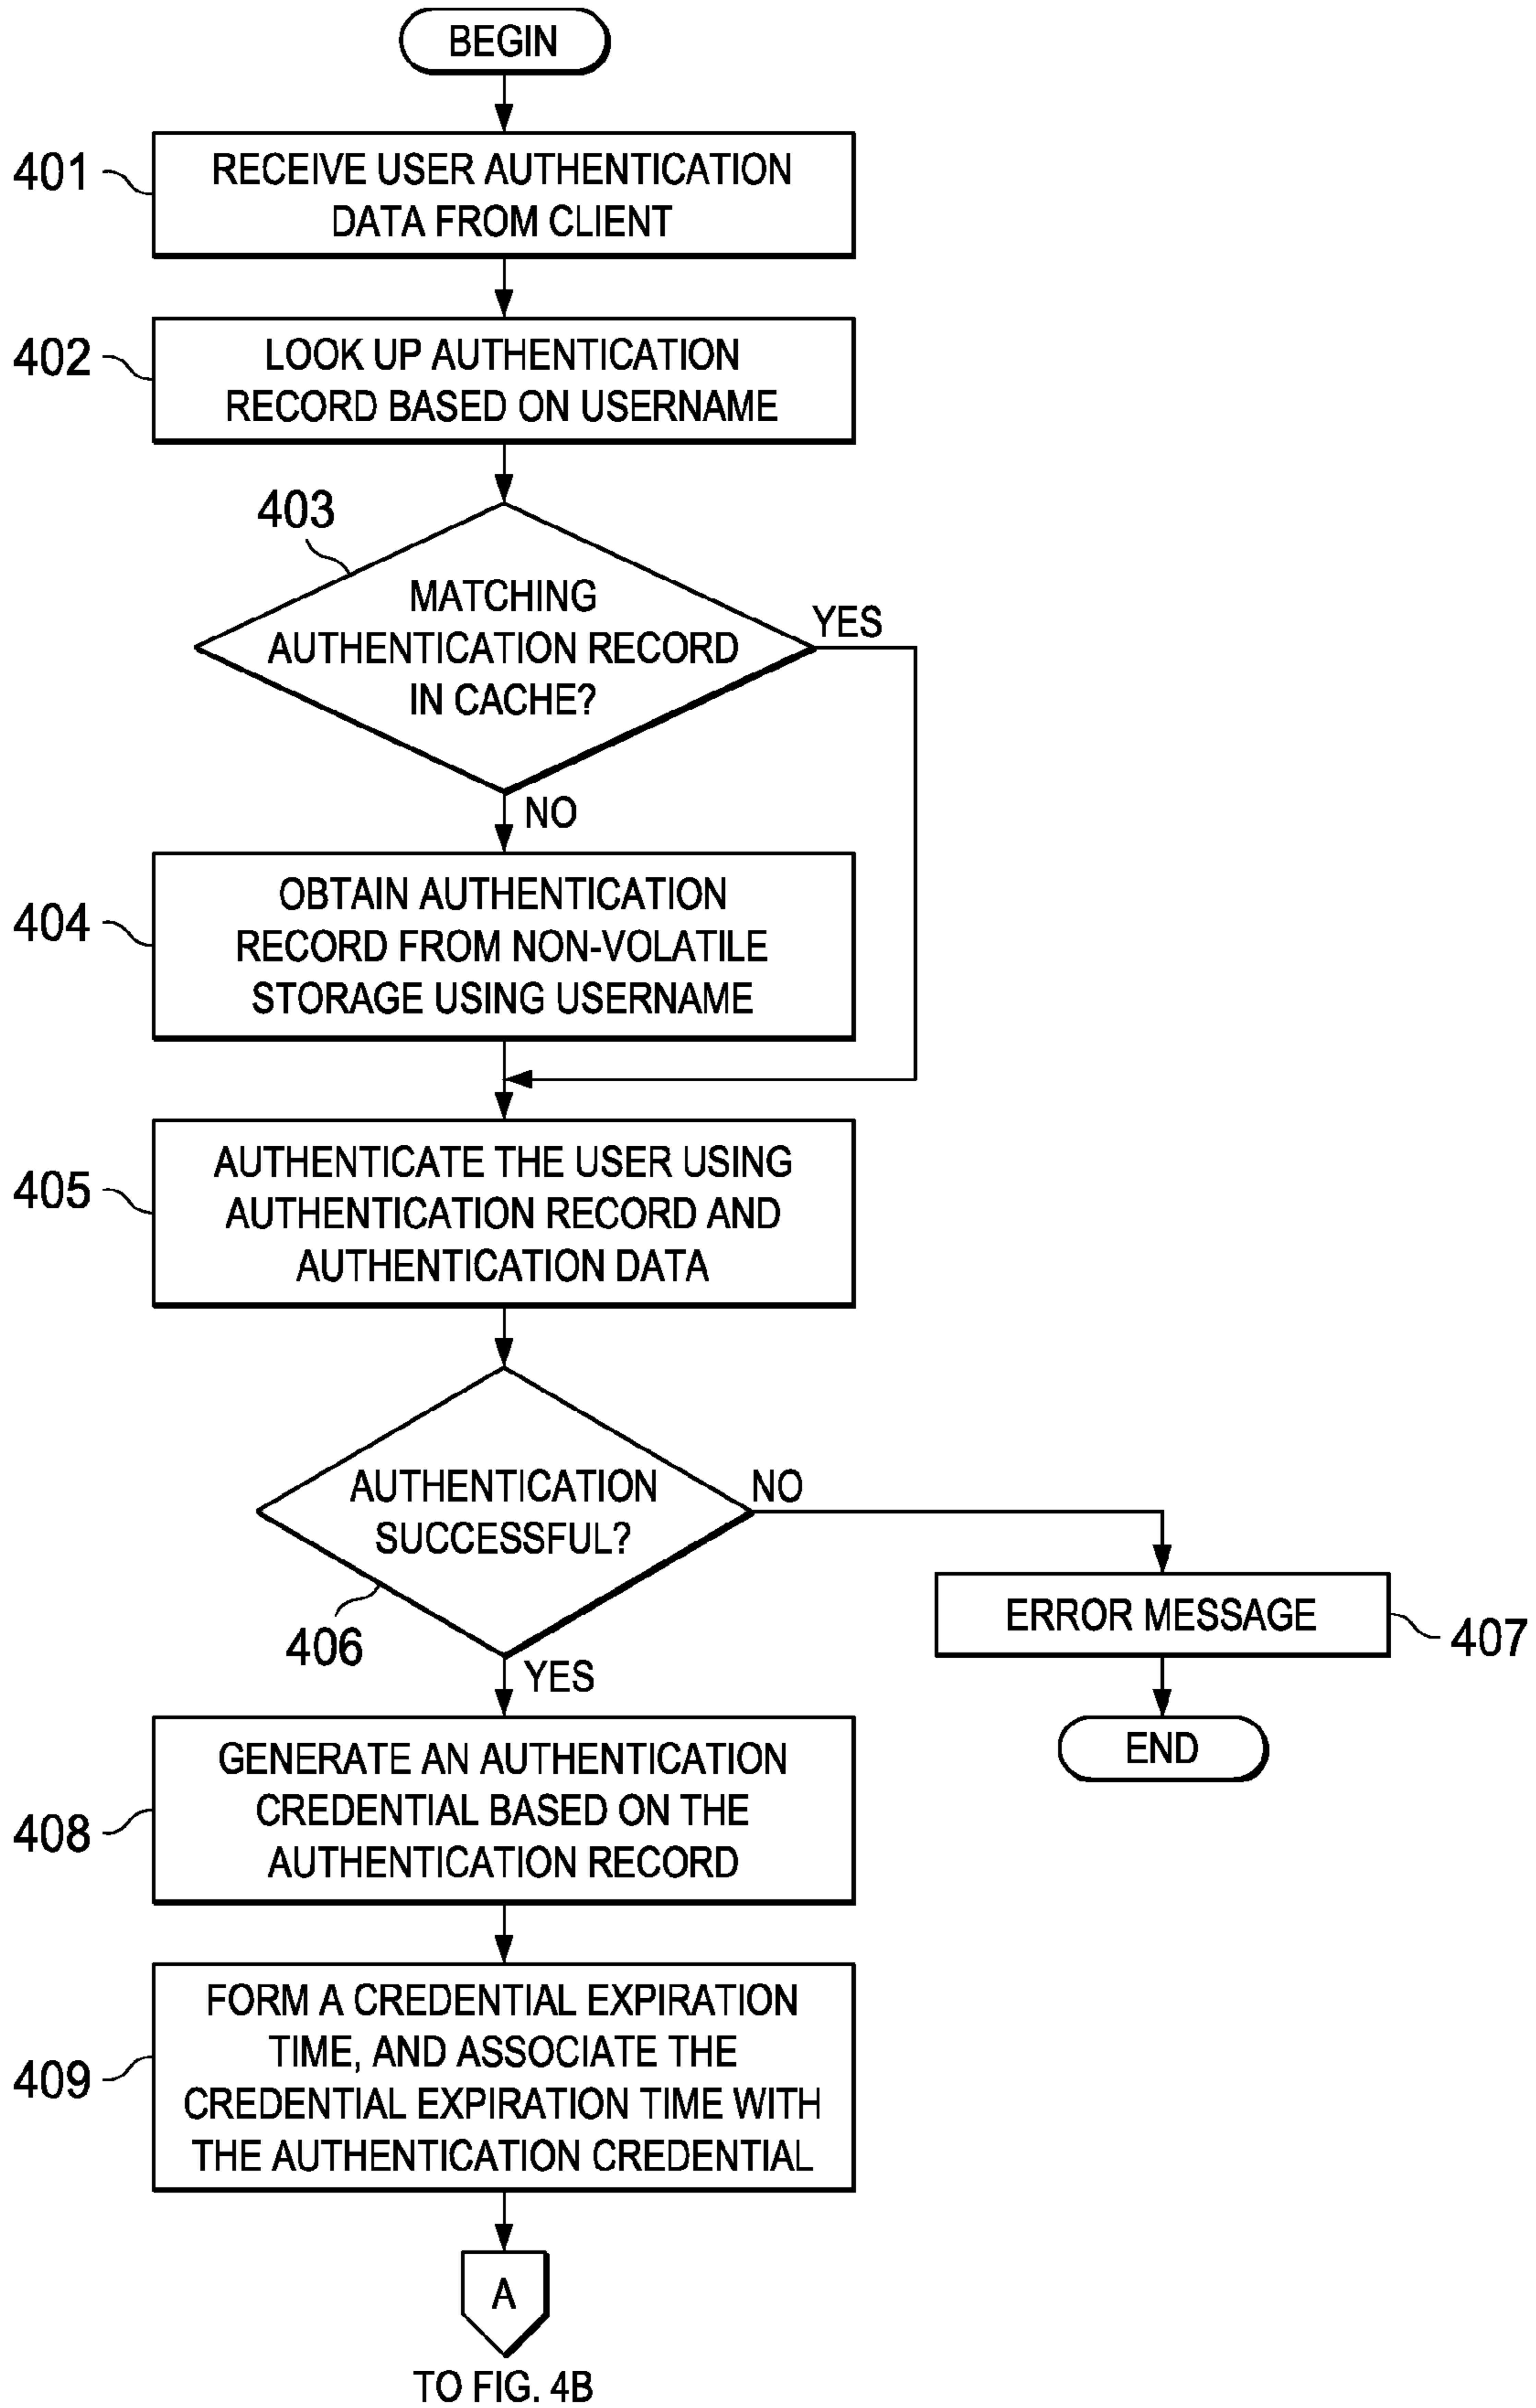 BEGIN
401
RECEIVE USER AUTHENTICATION
DATA FROM CLIENT
402
LOOK UP AUTHENTICATION
RECORD BASED ON USERNAME
403
MATCHING
AUTHENTICATION RECORD
IN CACHE?
YES
NO
404
OBTAIN AUTHENTICATION
RECORD FROM NON-VOLATILE
STORAGE USING USERNAME
405
AUTHENTICATE THE USER USING
AUTHENTICATION RECORD AND
AUTHENTICATION DATA
AUTHENTICATION
SUCCESSFUL?
NO
406
YES
ERROR MESSAGE
407
END
408
GENERATE AN AUTHENTICATION
CREDENTIAL BASED ON THE
AUTHENTICATION RECORD
409
FORM A CREDENTIAL EXPIRATION
TIME, AND ASSOCIATE THE
CREDENTIAL EXPIRATION TIME WITH
THE AUTHENTICATION CREDENTIAL
A
TO FIG. 4B